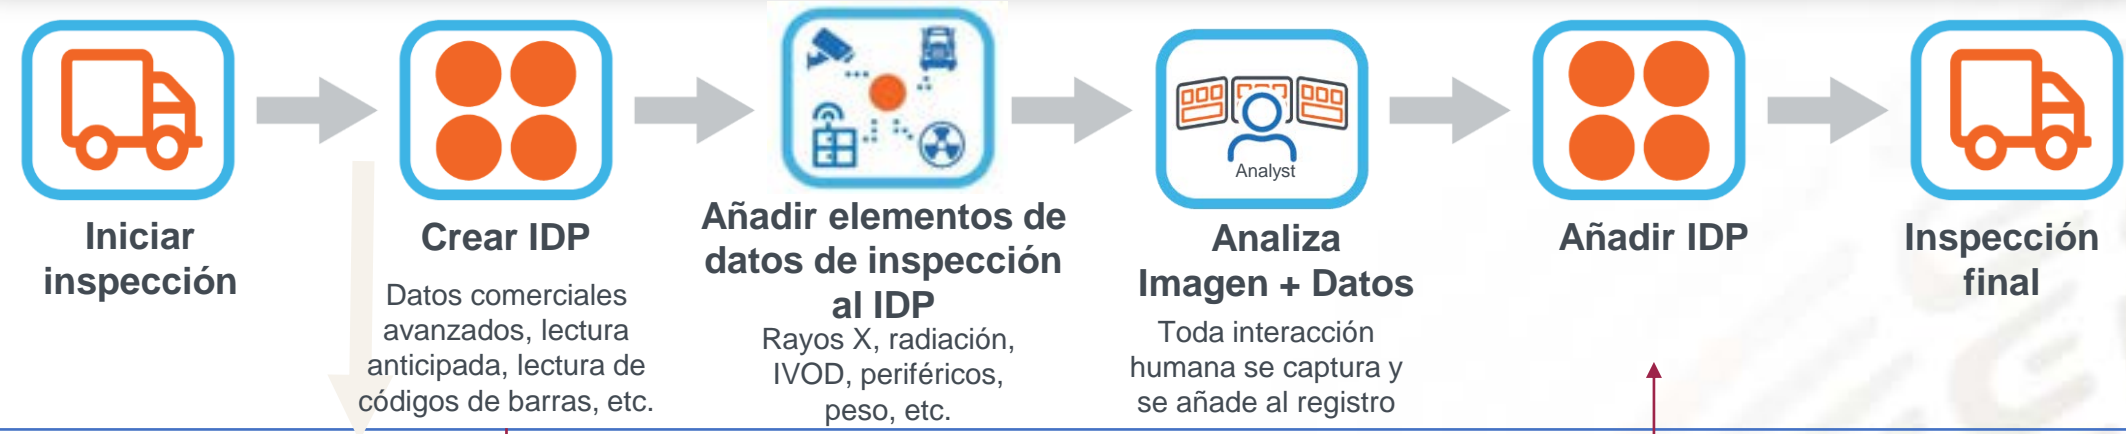 Iniciar
inspección
Crear IDP
Datos comerciales
avanzados, lectura
anticipada, lectura de
códigos de barras, etc.
Añadir elementos de
datos de inspección
al IDP
Rayos X, radiación,
IVOD, periféricos,
peso, etc.
Analyst
Analiza
Imagen + Datos
Toda interacción
humana se captura y
se añade al registro
Añadir IDP
Inspección
final